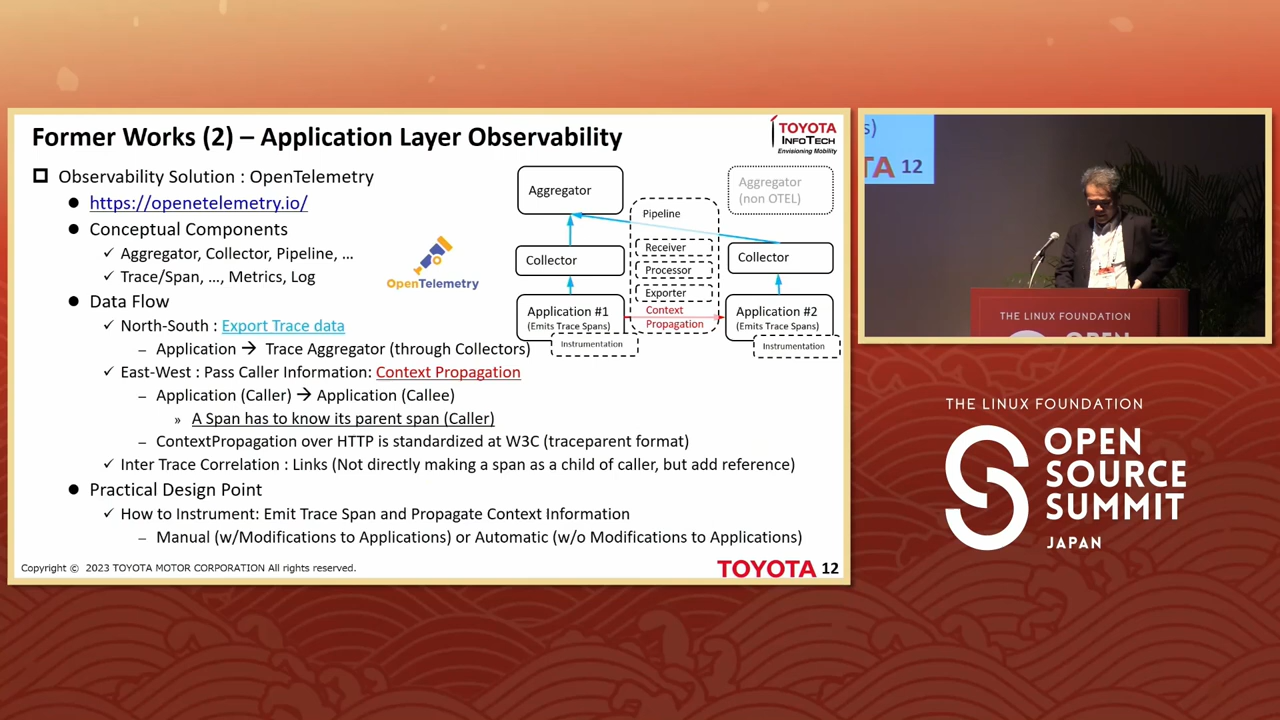 Former Works (2) – Application Layer Observability
TOYOTA
INFOTECH
Envisioning Mobility
Observability Solution : OpenTelemetry
https://openetelemetry.io/
Conceptual Components
Aggregator, Collector, Pipeline, …
Trace/Span, …, Metrics, Log
OpenTelemetry
Data Flow
North-South : Export Trace data
Application → Trace Aggregator (through Collectors)
East-West : Pass Caller Information: Context Propagation
Application (Caller) → Application (Callee)
» A Span has to know its parent span (Caller)
ContextPropagation over HTTP is standardized at W3C (traceparent format)
Inter Trace Correlation : Links (Not directly making a span as a child of caller, but add reference)
Practical Design Point
How to Instrument: Emit Trace Span and Propagate Context Information
Manual (w/Modifications to Applications) or Automatic (w/o Modifications to Applications)
Aggregator
Aggregator
(non OTEL)
Pipeline
Receiver
Processor
Exporter
Collector
Collector
Application #1
(Emits Trace Spans)
Instrumentation
Context
Propagation
Application #2
(Emits Trace Spans)
Instrumentation
Copyright © 2023 TOYOTA MOTOR CORPORATION All rights reserved.
TOYOTA 12
s)
TA 12
THE LINUX FOUNDATION
OPEN
THE LINUX FOUNDATION
OPEN
SOURCE
SUMMIT
JAPAN